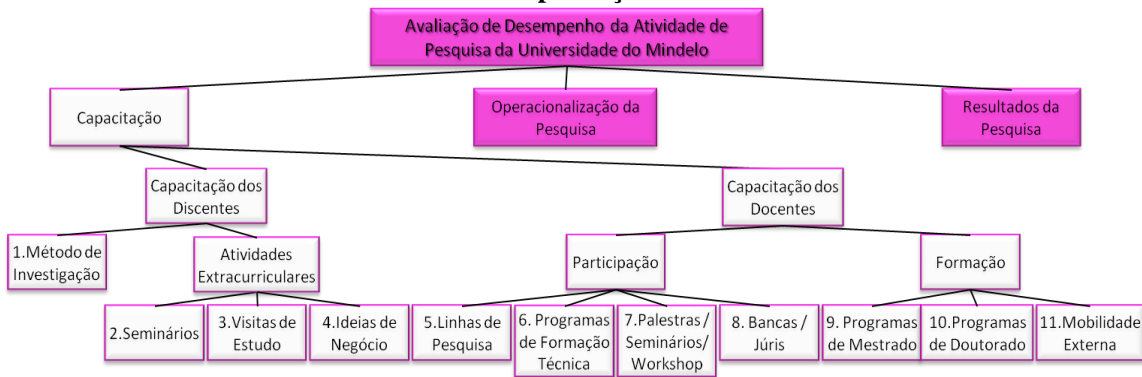 Avaliação de Desempenho da Atividade de
Pesquisa da Universidade do Mindelo
Capacitação
Operacionalização da
Pesquisa
Resultados da
Pesquisa
Capacitação dos
Discentes
Capacitação dos
Docentes
1.Método de
Investigação
Atividades
Extracurriculares
Participação
Formação
2.Seminários
3.Visitas de
Estudo
4.Ideias de
Negócio
5.Linhas de
Pesquisa
6. Programas
de Formação
Técnica
7.Palestras/
Seminários/
Workshop
8. Bancas /
Júris
9. Programas
de Mestrado
10.Programas
de Doutorado
11.Mobilidade
Externa